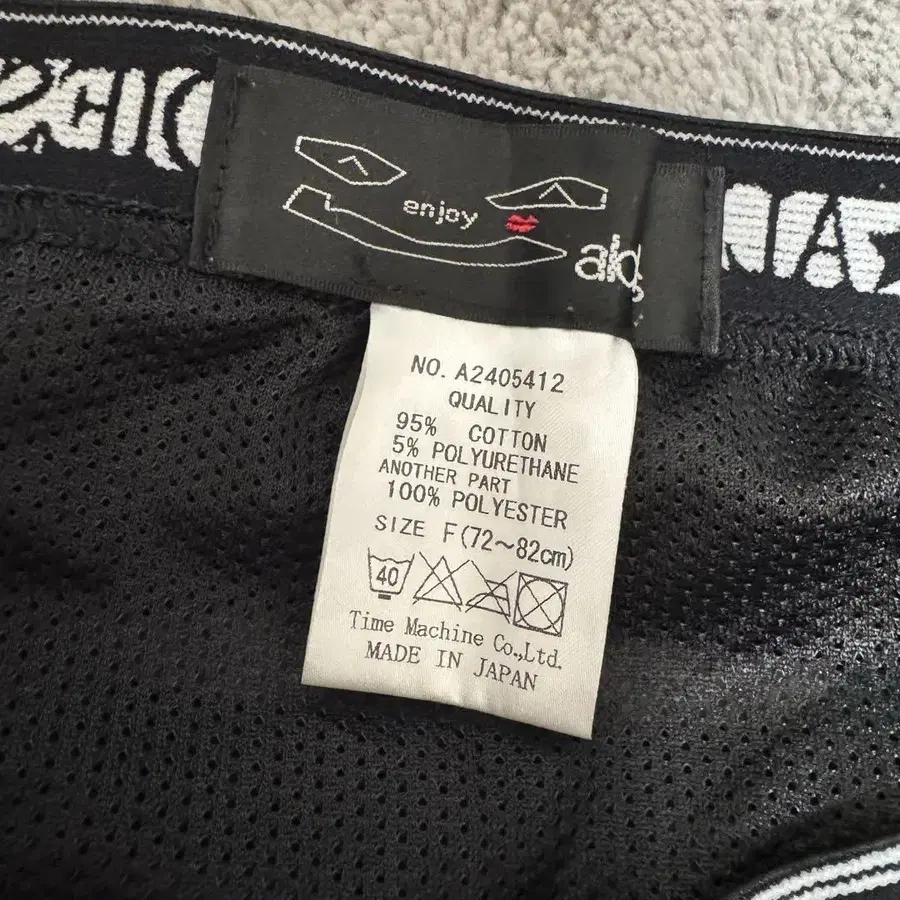 enjoy
NO. A2405412
QUALITY
95% COTTON
5% POLYURETHANE
ANOTHER PART
100% POLYESTER
SIZE F(72~82cm)
40
Time Machine Co.,Ltd.
MADE IN JAPAN